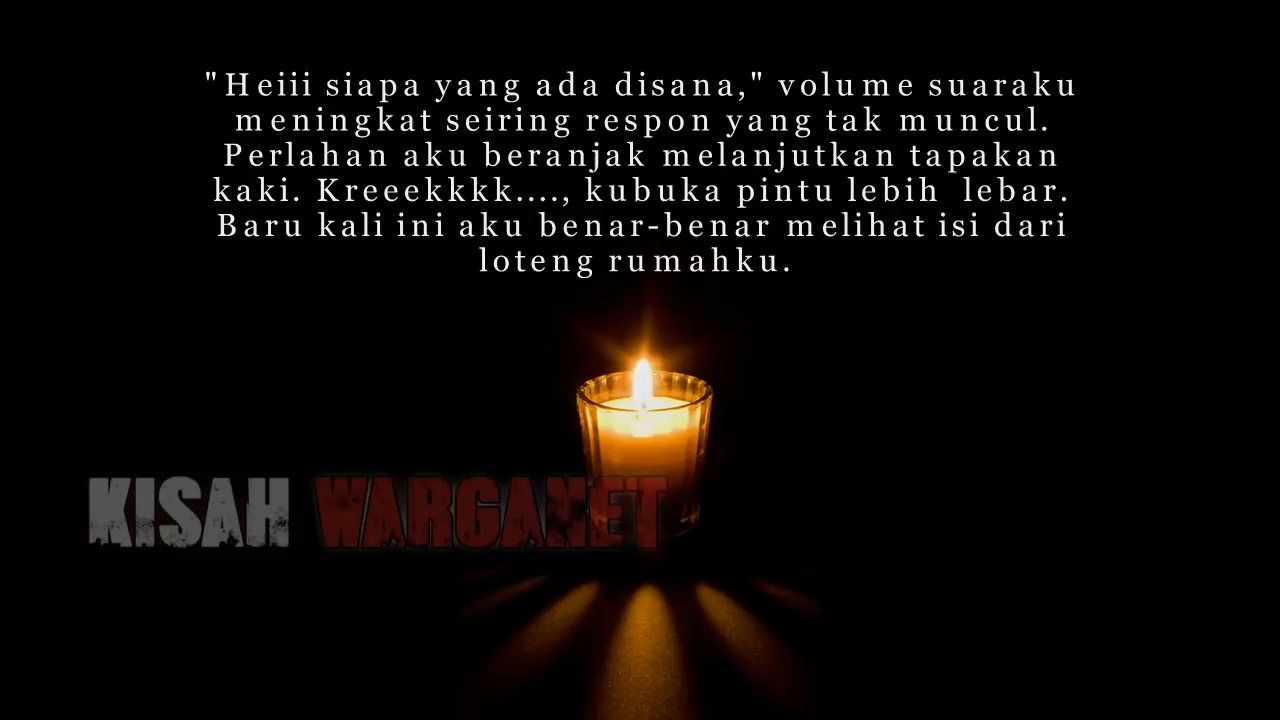 "Heiii siapa yang ada disana," volume suaraku
meningkat seiring respon yang tak muncul.
Perlahan aku beranjak melanjutkan tapakan
kaki. Kreeekkkk...., kubuka pintu lebih  lebar.
Baru kali ini aku benar-benar melihat isi dari
loteng rumahku.
KISAH WARGANET